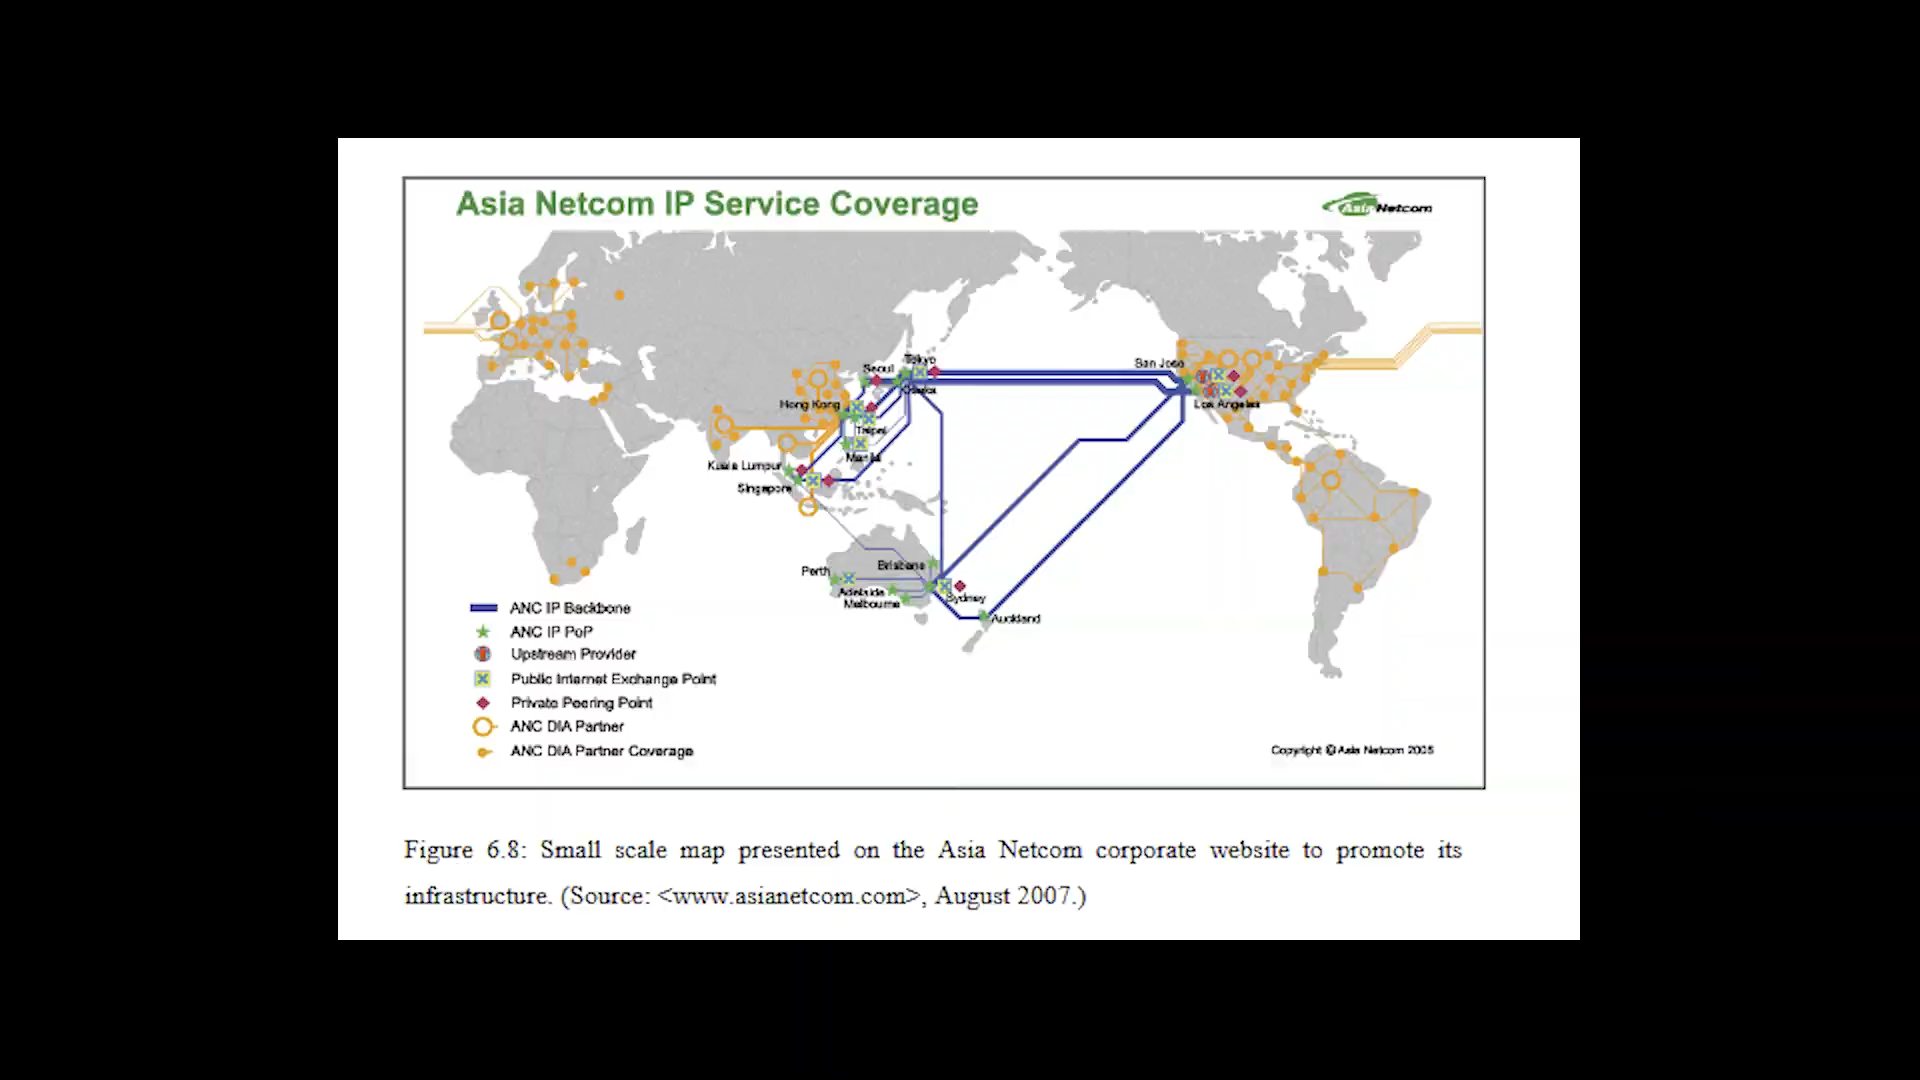 Asia Netcom IP Service Coverage
Asia Netcom
Tokyo
Seoul
Osaka
San Jose
Hong Kong
Los Angeles
Taipei
Manila
Kuala Lumpur
Singapore
Perth
Brisbane
Adelaide
Melbourne
Sydney
Auckland
ANC IP Backbone
ANC IP PoP
Upstream Provider
Public Internet Exchange Point
Private Peering Point
ANC DIA Partner
ANC DIA Partner Coverage
Copyright © Asia Netcom 2005
Figure 6.8: Small scale map presented on the Asia Netcom corporate website to promote its
infrastructure. (Source: <www.asianetcom.com>, August 2007.)